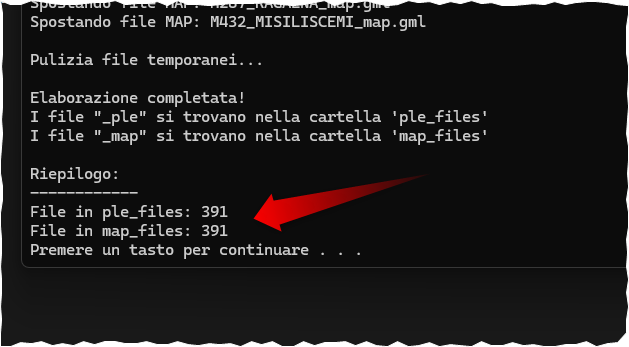 Spostando file MAP: M287_RAGALNA_map.gml
Spostando file MAP: M432_MISILISCEMI_map.gml
Pulizia file temporanei...
Elaborazione completata!
I file "_ple" si trovano nella cartella 'ple_files'
I file "_map" si trovano nella cartella 'map_files'
Riepilogo:
------------
File in ple_files: 391
File in map_files: 391
Premere un tasto per continuare . . .